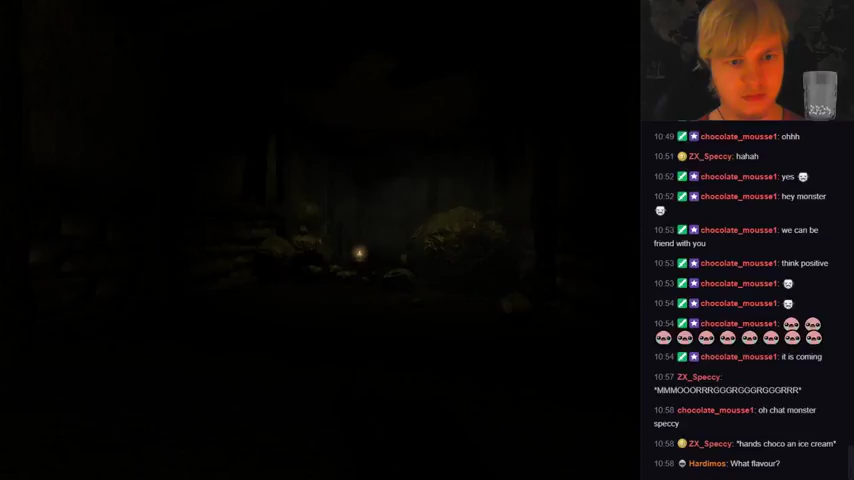 10:49 chocolate_mousse1: ohhh
10:51 ZX_Speccy: hahah
10:52 chocolate_mousse1: yes
10:52 chocolate_mousse1: hey monster
10:53 chocolate_mousse1: we can be
friend with you
10:53 chocolate_mousse1: think positive
10:53 chocolate_mousse1:
10:54 chocolate_mousse1:
10:54 chocolate_mousse1:
10:54 chocolate_mousse1: it is coming
10:57 ZX_Speccy:
*MMMOOORRRGGGRGGGRGGGRRR*
10:58 chocolate_mousse1: oh chat monster
speccy
10:58 ZX_Speccy: *hands choco an ice cream*
10:58 Hardimos: What flavour?